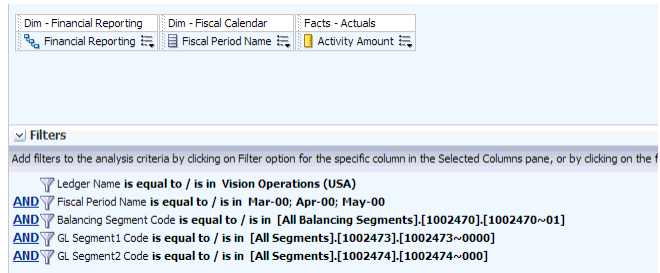 Dim - Financial Reporting Dim - Fiscal Calendar Facts - Actuals
Financial Reporting Fiscal Period Name Activity Amount
Filters
Add filters to the analysis criteria by clicking on Filter option for the specific column in the Selected Columns pane, or by clicking on the f
Ledger Name is equal to / is in Vision Operations (USA)
AND Fiscal Period Name is equal to / is in Mar-00; Apr-00; May-00
AND Balancing Segment Code is equal to / is in [All Balancing Segments].[1002470].[1002470~01]
AND GL Segment1 Code is equal to / is in [All Segments].[1002473].[1002473~0000]
AND GL Segment2 Code is equal to / is in [All Segments].[1002474].[1002474~000]